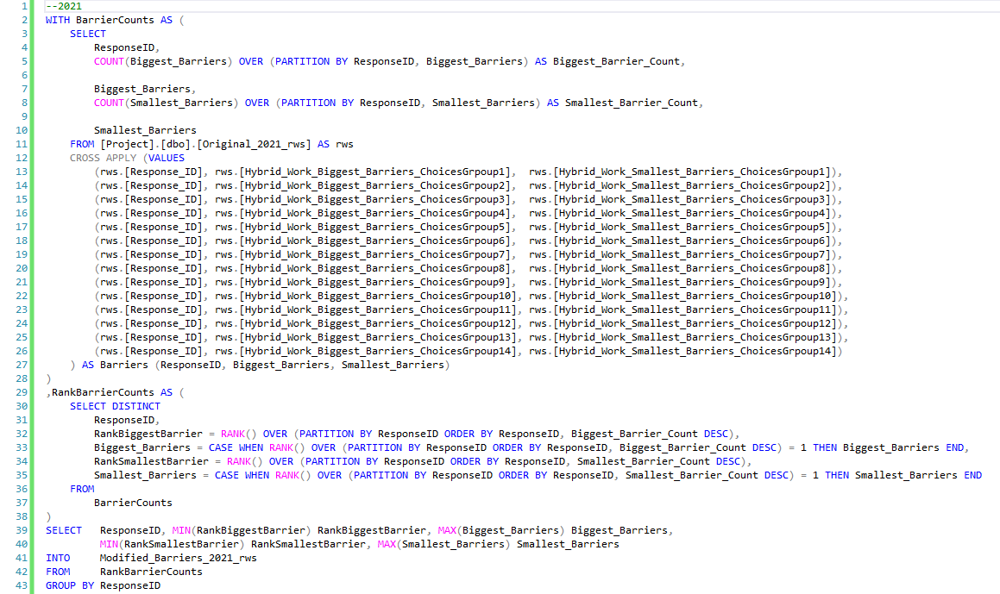 1 --2021
2 WITH BarrierCounts AS (
3 SELECT
4 ResponseID,
5 COUNT(Biggest_Barriers) OVER (PARTITION BY ResponseID, Biggest_Barriers) AS Biggest_Barrier_Count,
6
7 Biggest_Barriers,
8 COUNT(Smallest_Barriers) OVER (PARTITION BY ResponseID, Smallest_Barriers) AS Smallest_Barrier_Count,
9
10 Smallest_Barriers
11 FROM [Project].[dbo].[Original_2021_rws] AS rws
12 CROSS APPLY (VALUES
13 (rws.[Response_ID], rws.[Hybrid_Work_Biggest_Barriers_ChoicesGrpoup1], rws.[Hybrid_Work_Smallest_Barriers_ChoicesGrpoup1]),
14 (rws.[Response_ID], rws.[Hybrid_Work_Biggest_Barriers_ChoicesGrpoup2], rws.[Hybrid_Work_Smallest_Barriers_ChoicesGrpoup2]),
15 (rws.[Response_ID], rws.[Hybrid_Work_Biggest_Barriers_ChoicesGrpoup3], rws.[Hybrid_Work_Smallest_Barriers_ChoicesGrpoup3]),
16 (rws.[Response_ID], rws.[Hybrid_Work_Biggest_Barriers_ChoicesGrpoup4], rws.[Hybrid_Work_Smallest_Barriers_ChoicesGrpoup4]),
17 (rws.[Response_ID], rws.[Hybrid_Work_Biggest_Barriers_ChoicesGrpoup5], rws.[Hybrid_Work_Smallest_Barriers_ChoicesGrpoup5]),
18 (rws.[Response_ID], rws.[Hybrid_Work_Biggest_Barriers_ChoicesGrpoup6], rws.[Hybrid_Work_Smallest_Barriers_ChoicesGrpoup6]),
19 (rws.[Response_ID], rws.[Hybrid_Work_Biggest_Barriers_ChoicesGrpoup7], rws.[Hybrid_Work_Smallest_Barriers_ChoicesGrpoup7]),
20 (rws.[Response_ID], rws.[Hybrid_Work_Biggest_Barriers_ChoicesGrpoup8], rws.[Hybrid_Work_Smallest_Barriers_ChoicesGrpoup8]),
21 (rws.[Response_ID], rws.[Hybrid_Work_Biggest_Barriers_ChoicesGrpoup9], rws.[Hybrid_Work_Smallest_Barriers_ChoicesGrpoup9]),
22 (rws.[Response_ID], rws.[Hybrid_Work_Biggest_Barriers_ChoicesGrpoup10], rws.[Hybrid_Work_Smallest_Barriers_ChoicesGrpoup10]),
23 (rws.[Response_ID], rws.[Hybrid_Work_Biggest_Barriers_ChoicesGrpoup11], rws.[Hybrid_Work_Smallest_Barriers_ChoicesGrpoup11]),
24 (rws.[Response_ID], rws.[Hybrid_Work_Biggest_Barriers_ChoicesGrpoup12], rws.[Hybrid_Work_Smallest_Barriers_ChoicesGrpoup12]),
25 (rws.[Response_ID], rws.[Hybrid_Work_Biggest_Barriers_ChoicesGrpoup13], rws.[Hybrid_Work_Smallest_Barriers_ChoicesGrpoup13]),
26 (rws.[Response_ID], rws.[Hybrid_Work_Biggest_Barriers_ChoicesGrpoup14], rws.[Hybrid_Work_Smallest_Barriers_ChoicesGrpoup14])
27 ) AS Barriers (ResponseID, Biggest_Barriers, Smallest_Barriers)
28 )
29 ,RankBarrierCounts AS (
30 SELECT DISTINCT
31 ResponseID,
32 RankBiggestBarrier = RANK() OVER (PARTITION BY ResponseID ORDER BY ResponseID, Biggest_Barrier_Count DESC),
33 Biggest_Barriers = CASE WHEN RANK() OVER (PARTITION BY ResponseID ORDER BY ResponseID, Biggest_Barrier_Count DESC) = 1 THEN Biggest_Barriers END,
34 RankSmallestBarrier = RANK() OVER (PARTITION BY ResponseID ORDER BY ResponseID, Smallest_Barrier_Count DESC),
35 Smallest_Barriers = CASE WHEN RANK() OVER (PARTITION BY ResponseID ORDER BY ResponseID, Smallest_Barrier_Count DESC) = 1 THEN Smallest_Barriers END
36 FROM
37 BarrierCounts
38 )
39 SELECT ResponseID, MIN(RankBiggestBarrier) RankBiggestBarrier, MAX(Biggest_Barriers) Biggest_Barriers,
40 MIN(RankSmallestBarrier) RankSmallestBarrier, MAX(Smallest_Barriers) Smallest_Barriers
41 INTO Modified_Barriers_2021_rws
42 FROM RankBarrierCounts
43 GROUP BY ResponseID